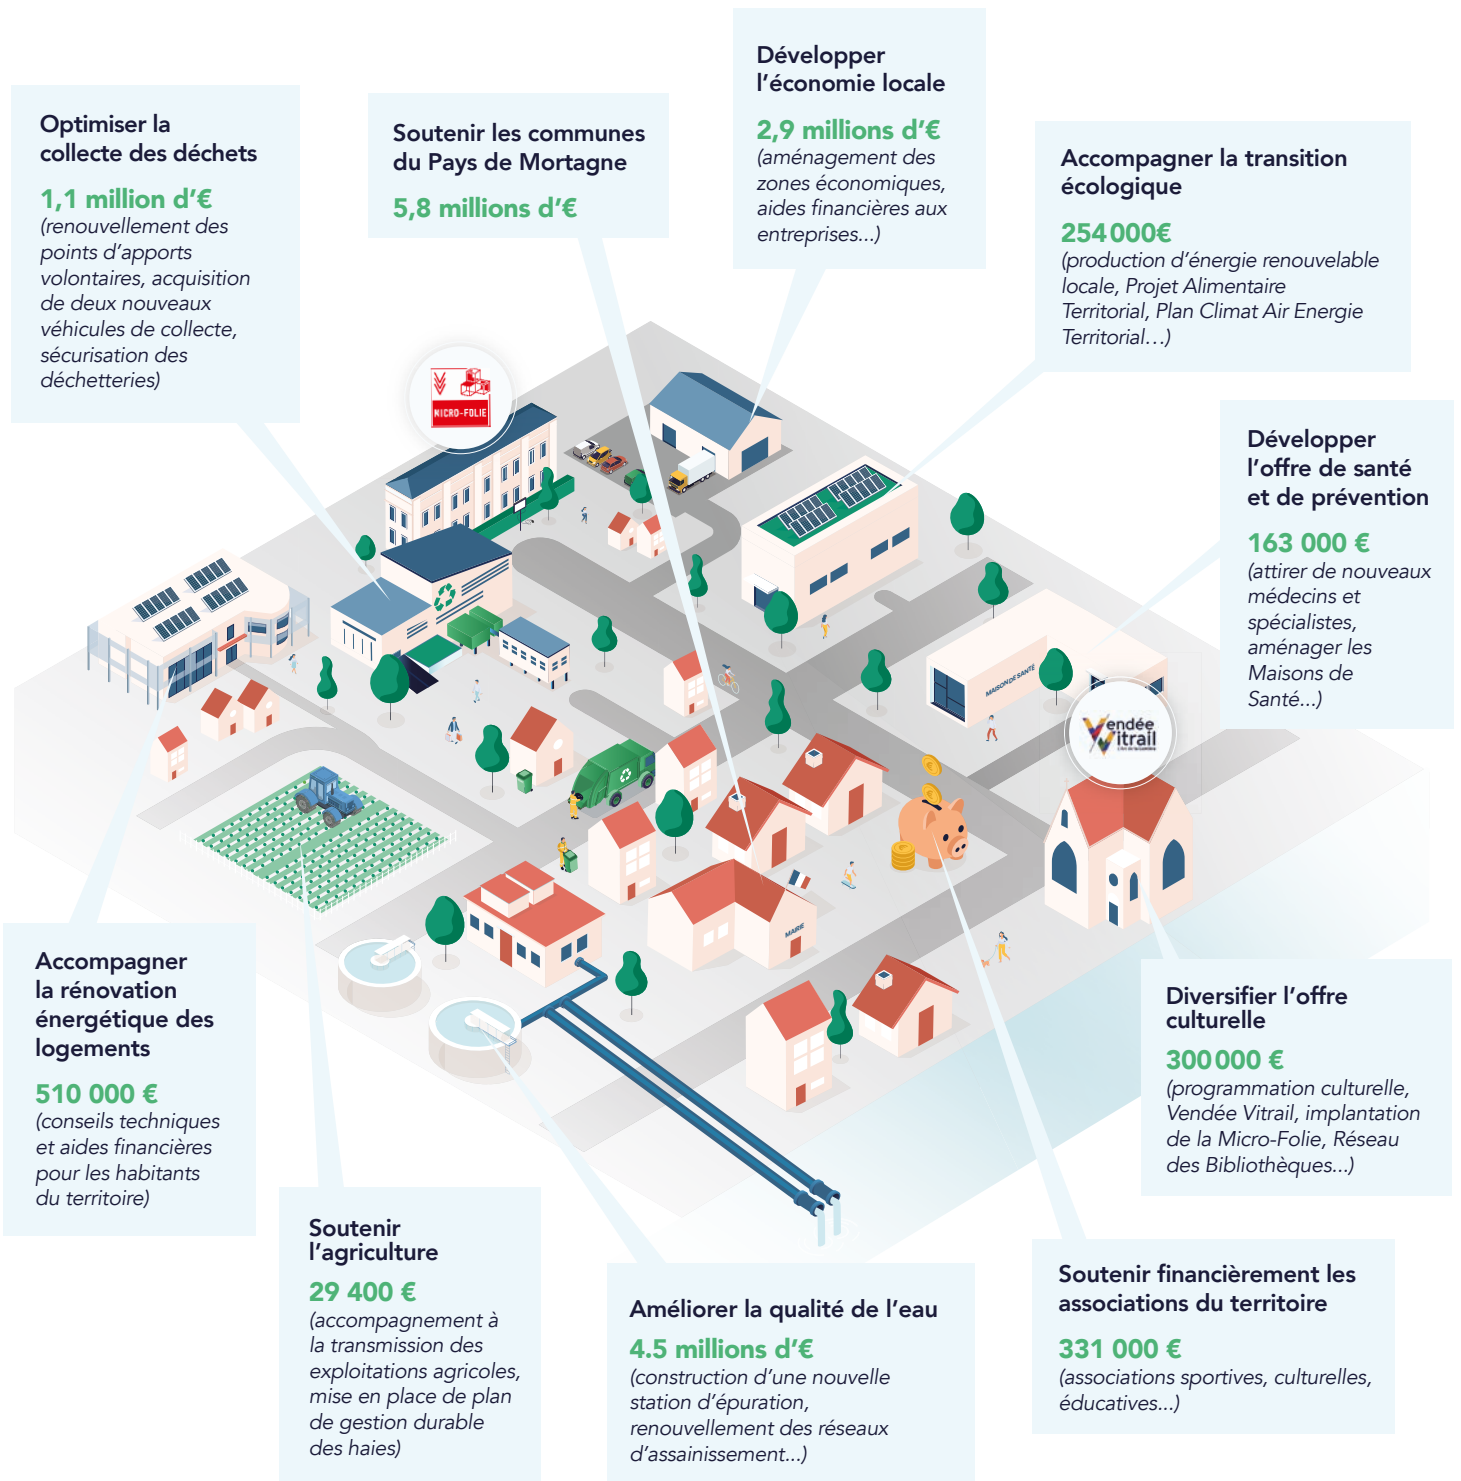 Développer
l’économie locale
2,9 millions d’€
(aménagement des
zones économiques,
aides financières aux
entreprises...)
Optimiser la
collecte des déchets
1,1 million d’€
(renouvellement des
points d’apports
volontaires, acquisition
de deux nouveaux
véhicules de collecte,
sécurisation des
déchetteries)
Soutenir les communes
du Pays de Mortagne
5,8 millions d’€
Accompagner la transition
écologique
254 000€
(production d’énergie renouvelable
locale, Projet Alimentaire
Territorial, Plan Climat Air Energie
Territorial...)
MICRO-FOLIE
Développer
l’offre de santé
et de prévention
163 000 €
(attirer de nouveaux
médecins et
spécialistes,
aménager les
Maisons de
Santé...)
MAISON DE SANTÉ
Vendée
Vitrail
MAIRIE
Accompagner
la rénovation
énergétique des
logements
510 000 €
(conseils techniques
et aides financières
pour les habitants
du territoire)
Diversifier l’offre
culturelle
300 000 €
(programmation culturelle,
Vendée Vitrail, implantation
de la Micro-Folie, Réseau
des Bibliothèques...)
Soutenir
l’agriculture
29 400 €
(accompagnement à
la transmission des
exploitations agricoles,
mise en place de plan
de gestion durable
des haies)
Améliorer la qualité de l’eau
4.5 millions d’€
(construction d’une nouvelle
station d’épuration,
renouvellement des réseaux
d’assainissement...)
Soutenir financièrement les
associations du territoire
331 000 €
(associations sportives, culturelles,
éducatives...)